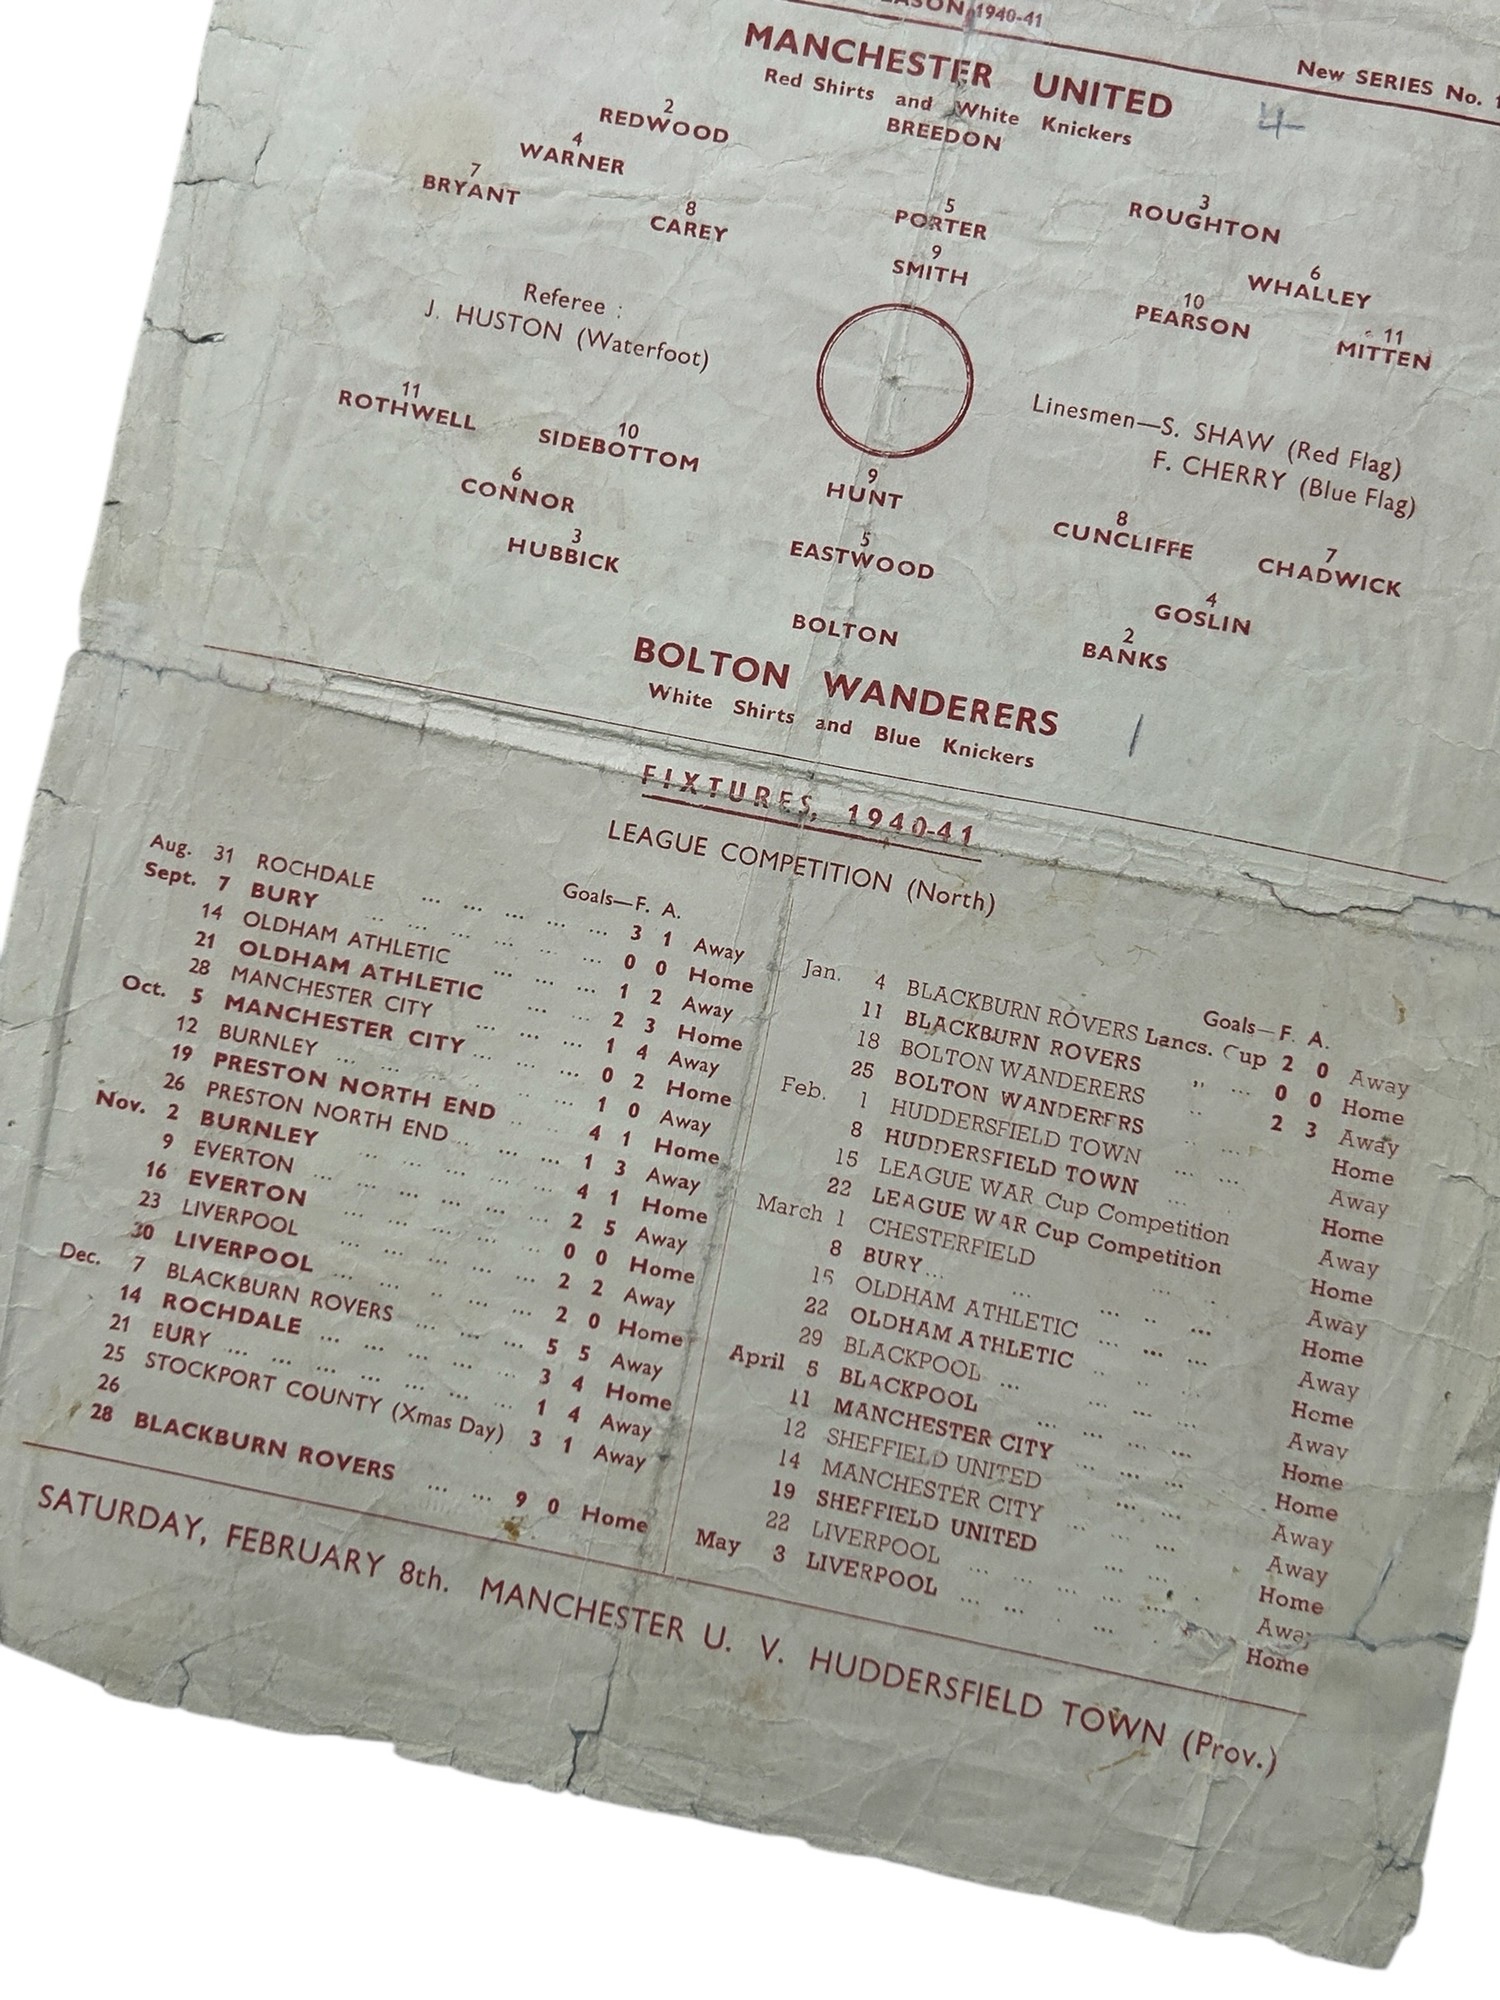 SEASON, 1940-41
New SERIES No. 1
MANCHESTER UNITED
Red Shirts and White Knickers
4
BREEDON
2
REDWOOD
3
ROUGHTON
4
WARNER
5
PORTER
6
WHALLEY
7
BRYANT
8
CAREY
9
SMITH
10
PEARSON
11
MITTEN
Referee :
J. HUSTON (Waterfoot)
Linesmen—S. SHAW (Red Flag)
F. CHERRY (Blue Flag)
11
ROTHWELL
10
SIDEBOTTOM
9
HUNT
8
CUNCLIFFE
7
CHADWICK
6
CONNOR
5
EASTWOOD
4
GOSLIN
3
HUBBICK
2
BANKS
BOLTON
BOLTON WANDERERS
White Shirts and Blue Knickers
1
FIXTURES, 1940-41
LEAGUE COMPETITION (North)
Goals—F. A.
Aug. 31 ROCHDALE ... ... ... ... ... 3 1 Away
Sept. 7 BURY ... ... ... ... ... ... 0 0 Home
14 OLDHAM ATHLETIC ... ... ... ... 1 2 Away
21 OLDHAM ATHLETIC ... ... 2 3 Home
28 MANCHESTER CITY ... ... ... ... 1 4 Away
Oct. 5 MANCHESTER CITY ... ... ... ... 0 2 Home
12 BURNLEY ... ... ... ... ... ... 1 0 Away
19 PRESTON NORTH END ... ... ... 4 1 Home
26 PRESTON NORTH END ... ... ... 1 3 Away
Nov. 2 BURNLEY ... ... ... ... ... 4 1 Home
9 EVERTON ... ... ... ... ... ... 2 5 Away
16 EVERTON ... ... ... ... ... ... 0 0 Home
23 LIVERPOOL ... ... ... ... ... 2 2 Away
30 LIVERPOOL ... ... ... ... ... 2 0 Home
Dec. 7 BLACKBURN ROVERS ... ... ... ... 5 5 Away
14 ROCHDALE ... ... ... ... ... 3 4 Home
21 BURY ... ... ... ... ... ... ... 1 4 Away
25 STOCKPORT COUNTY (Xmas Day) 3 1 Away
26
28 BLACKBURN ROVERS ... ... 9 0 Home
Goals—F. A.
Jan. 4 BLACKBURN ROVERS Lancs. Cup 2 0 Away
11 BLACKBURN ROVERS ,, ... 0 0 Home
18 BOLTON WANDERERS ,, ... 2 3 Away
25 BOLTON WANDERERS ... ... Home
Feb. 1 HUDDERSFIELD TOWN ... ... Away
8 HUDDERSFIELD TOWN ... ... Home
15 LEAGUE WAR Cup Competition Away
22 LEAGUE WAR Cup Competition Home
March 1 CHESTERFIELD ... ... Away
8 BURY ... ... ... ... ... Home
15 OLDHAM ATHLETIC ... ... ... Away
22 OLDHAM ATHLETIC ... ... ... Home
29 BLACKPOOL ... ... ... ... Away
April 5 BLACKPOOL ... ... ... ... Home
11 MANCHESTER CITY ... ... ... Home
12 SHEFFIELD UNITED ... ... Away
14 MANCHESTER CITY ... ... ... Away
19 SHEFFIELD UNITED ... ... Home
22 LIVERPOOL ... ... ... ... ... Away
May 3 LIVERPOOL ... ... ... ... Home
SATURDAY, FEBRUARY 8th. MANCHESTER U. V. HUDDERSFIELD TOWN (Prov.)